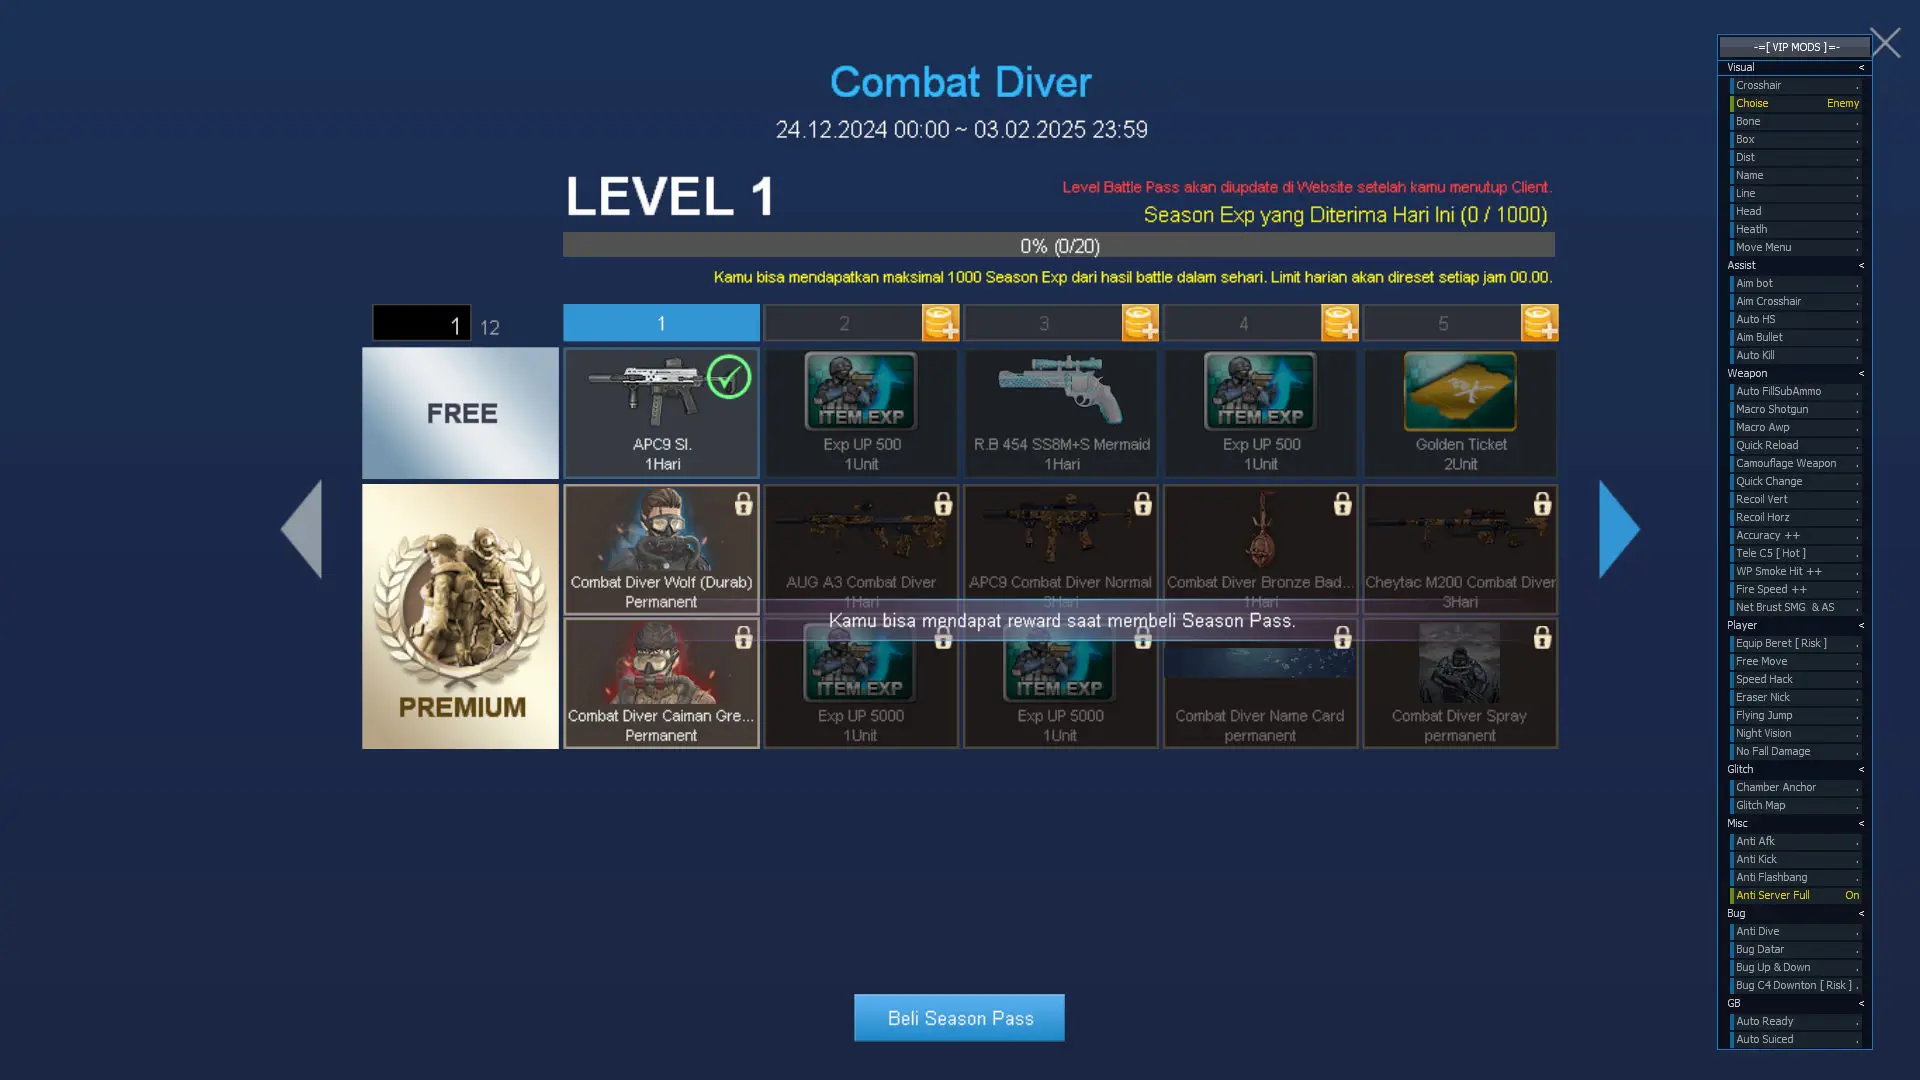 Combat Diver
24.12.2024 00:00 ~ 03.02.2025 23:59
LEVEL 1
Level Battle Pass akan diupdate di Website setelah kamu menutup Client.
Season Exp yang Diterima Hari Ini (0 / 1000)
0% (0/20)
Kamu bisa mendapatkan maksimal 1000 Season Exp dari hasil battle dalam sehari. Limit harian akan direset setiap jam 00.00.
1 12
1 2 3 4 5
FREE
APC9 SI.
1Hari
ITEM EXP
Exp UP 500
1Unit
R.B 454 SS8M+S Mermaid
1Hari
ITEM EXP
Exp UP 500
1Unit
Golden Ticket
2Unit
PREMIUM
Combat Diver Wolf (Durab)
Permanent
AUG A3 Combat Diver
1Hari
APC9 Combat Diver Normal
3Hari
Combat Diver Bronze Bad...
1Hari
Cheytac M200 Combat Diver
3Hari
Kamu bisa mendapat reward saat membeli Season Pass.
Combat Diver Caiman Gre...
Permanent
ITEM EXP
Exp UP 5000
1Unit
ITEM EXP
Exp UP 5000
1Unit
Combat Diver Name Card
permanent
Combat Diver Spray
permanent
Beli Season Pass
-=[ VIP MODS ]=-
Visual <
Crosshair .
Choise Enemy
Bone .
Box .
Dist .
Name .
Line .
Head .
Heatlh .
Move Menu .
Assist <
Aim bot .
Aim Crosshair .
Auto HS .
Aim Bullet .
Auto Kill .
Weapon <
Auto FillSubAmmo .
Macro Shotgun .
Macro Awp .
Quick Reload .
Camouflage Weapon .
Quick Change .
Recoil Vert .
Recoil Horz .
Accuracy ++ .
Tele C5 [ Hot ] .
WP Smoke Hit ++ .
Fire Speed ++ .
Net Brust SMG & AS .
Player <
Equip Beret [ Risk ] .
Free Move .
Speed Hack .
Eraser Nick .
Flying Jump .
Night Vision .
No Fall Damage .
Glitch <
Chamber Anchor .
Glitch Map .
Misc <
Anti Afk .
Anti Kick .
Anti Flashbang .
Anti Server Full On
Bug <
Anti Dive .
Bug Datar .
Bug Up & Down .
Bug C4 Downton [ Risk ] .
GB <
Auto Ready .
Auto Suiced .